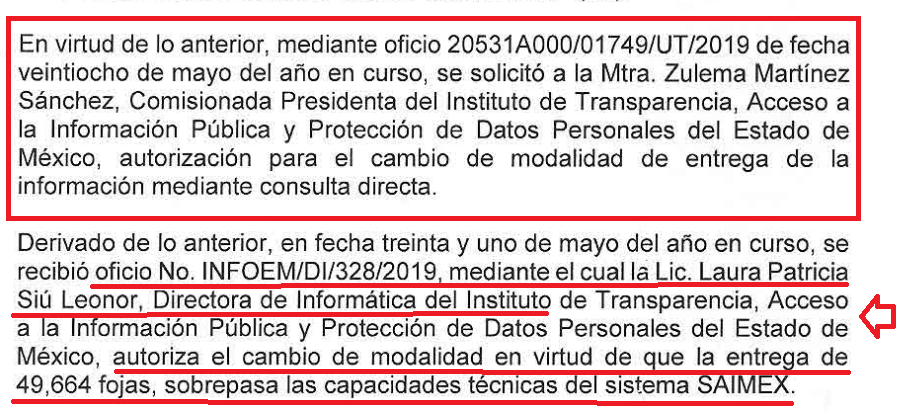 En virtud de lo anterior, mediante oficio 20531A000/01749/UT/2019 de fecha
veintiocho de mayo del año en curso, se solicitó a la Mtra. Zulema Martínez
Sánchez, Comisionada Presidenta del Instituto de Transparencia, Acceso a
la Información Pública y Protección de Datos Personales del Estado de
México, autorización para el cambio de modalidad de entrega de la
información mediante consulta directa.
Derivado de lo anterior, en fecha treinta y uno de mayo del año en curso, se
recibió oficio No. INFOEM/DI/328/2019, mediante el cual la Lic. Laura Patricia
Siú Leonor, Directora de Informática del Instituto de Transparencia, Acceso
a la Información Pública y Protección de Datos Personales del Estado de
México, autoriza el cambio de modalidad en virtud de que la entrega de
49,664 fojas, sobrepasa las capacidades técnicas del sistema SAIMEX.